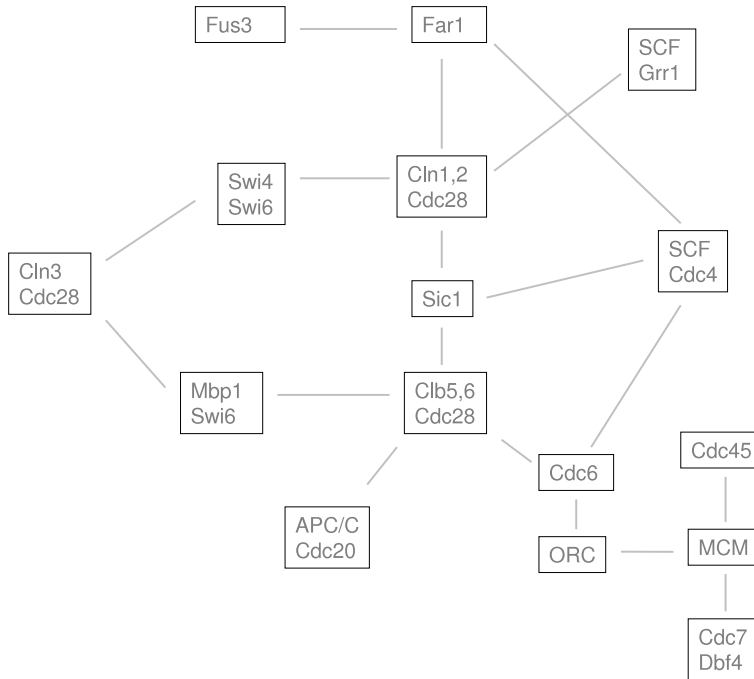 Fus3
Far1
SCF
Grr1
Swi4
Swi6
Cln1,2
Cdc28
SCF
Cdc4
Cln3
Cdc28
Sic1
Mbp1
Swi6
Clb5,6
Cdc28
Cdc6
Cdc45
APC/C
Cdc20
ORC
MCM
Cdc7
Dbf4